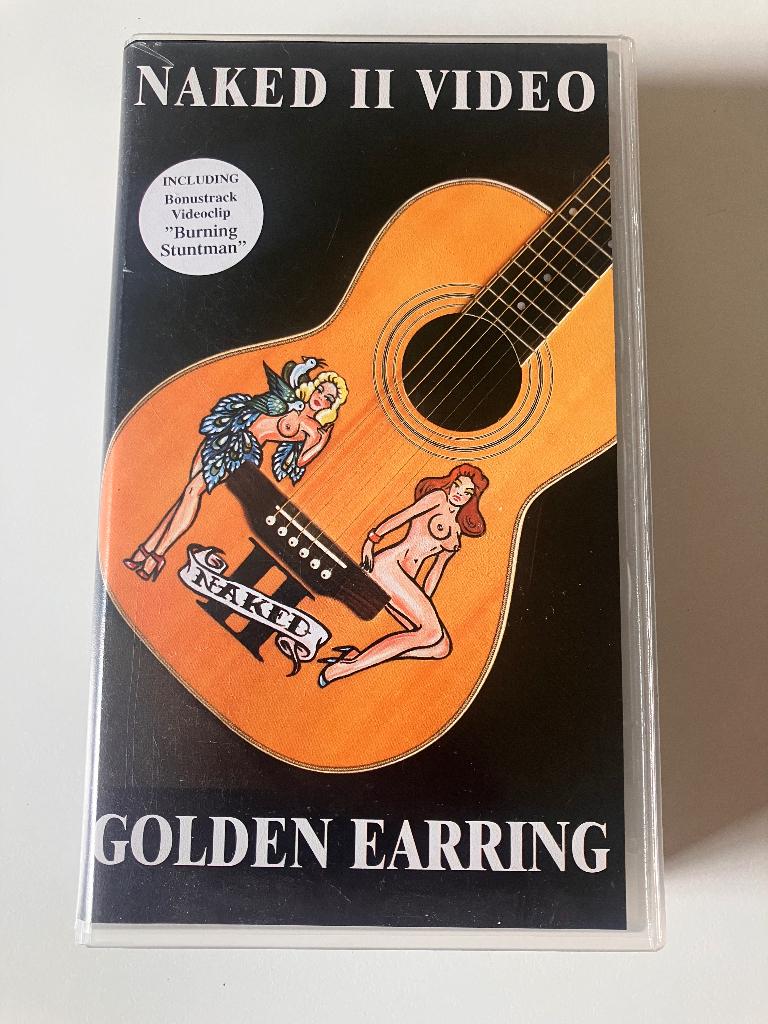 NAKED II VIDEO
INCLUDING
Bonustrack
Videoclip
”Burning
Stuntman”
II
NAKED
GOLDEN EARRING